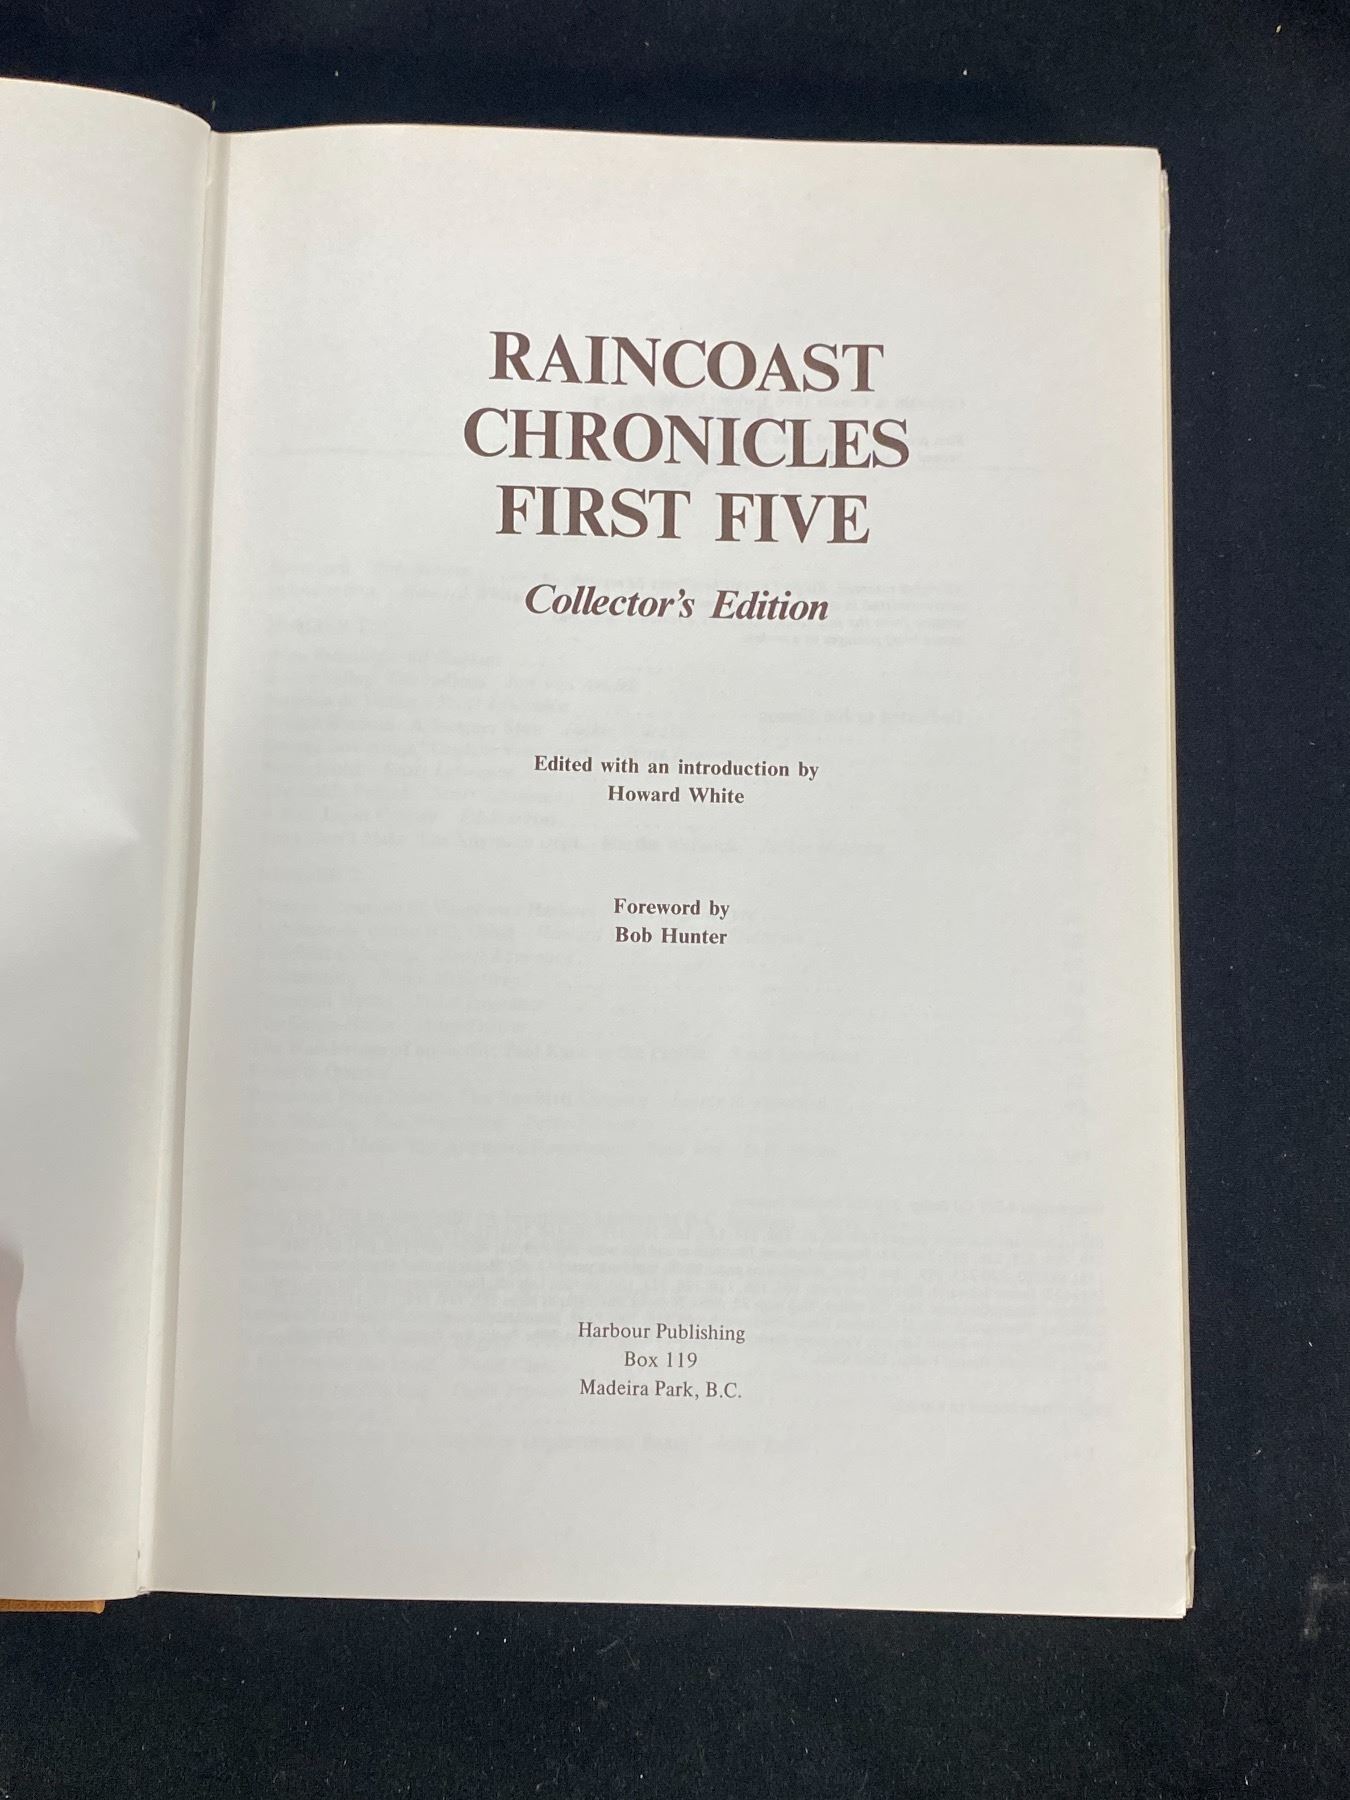 RAINCOAST
CHRONICLES
FIRST FIVE
Collector's Edition
Edited with an introduction by
Howard White
Foreword by
Bob Hunter
Harbour Publishing
Box 119
Madeira Park, B.C.